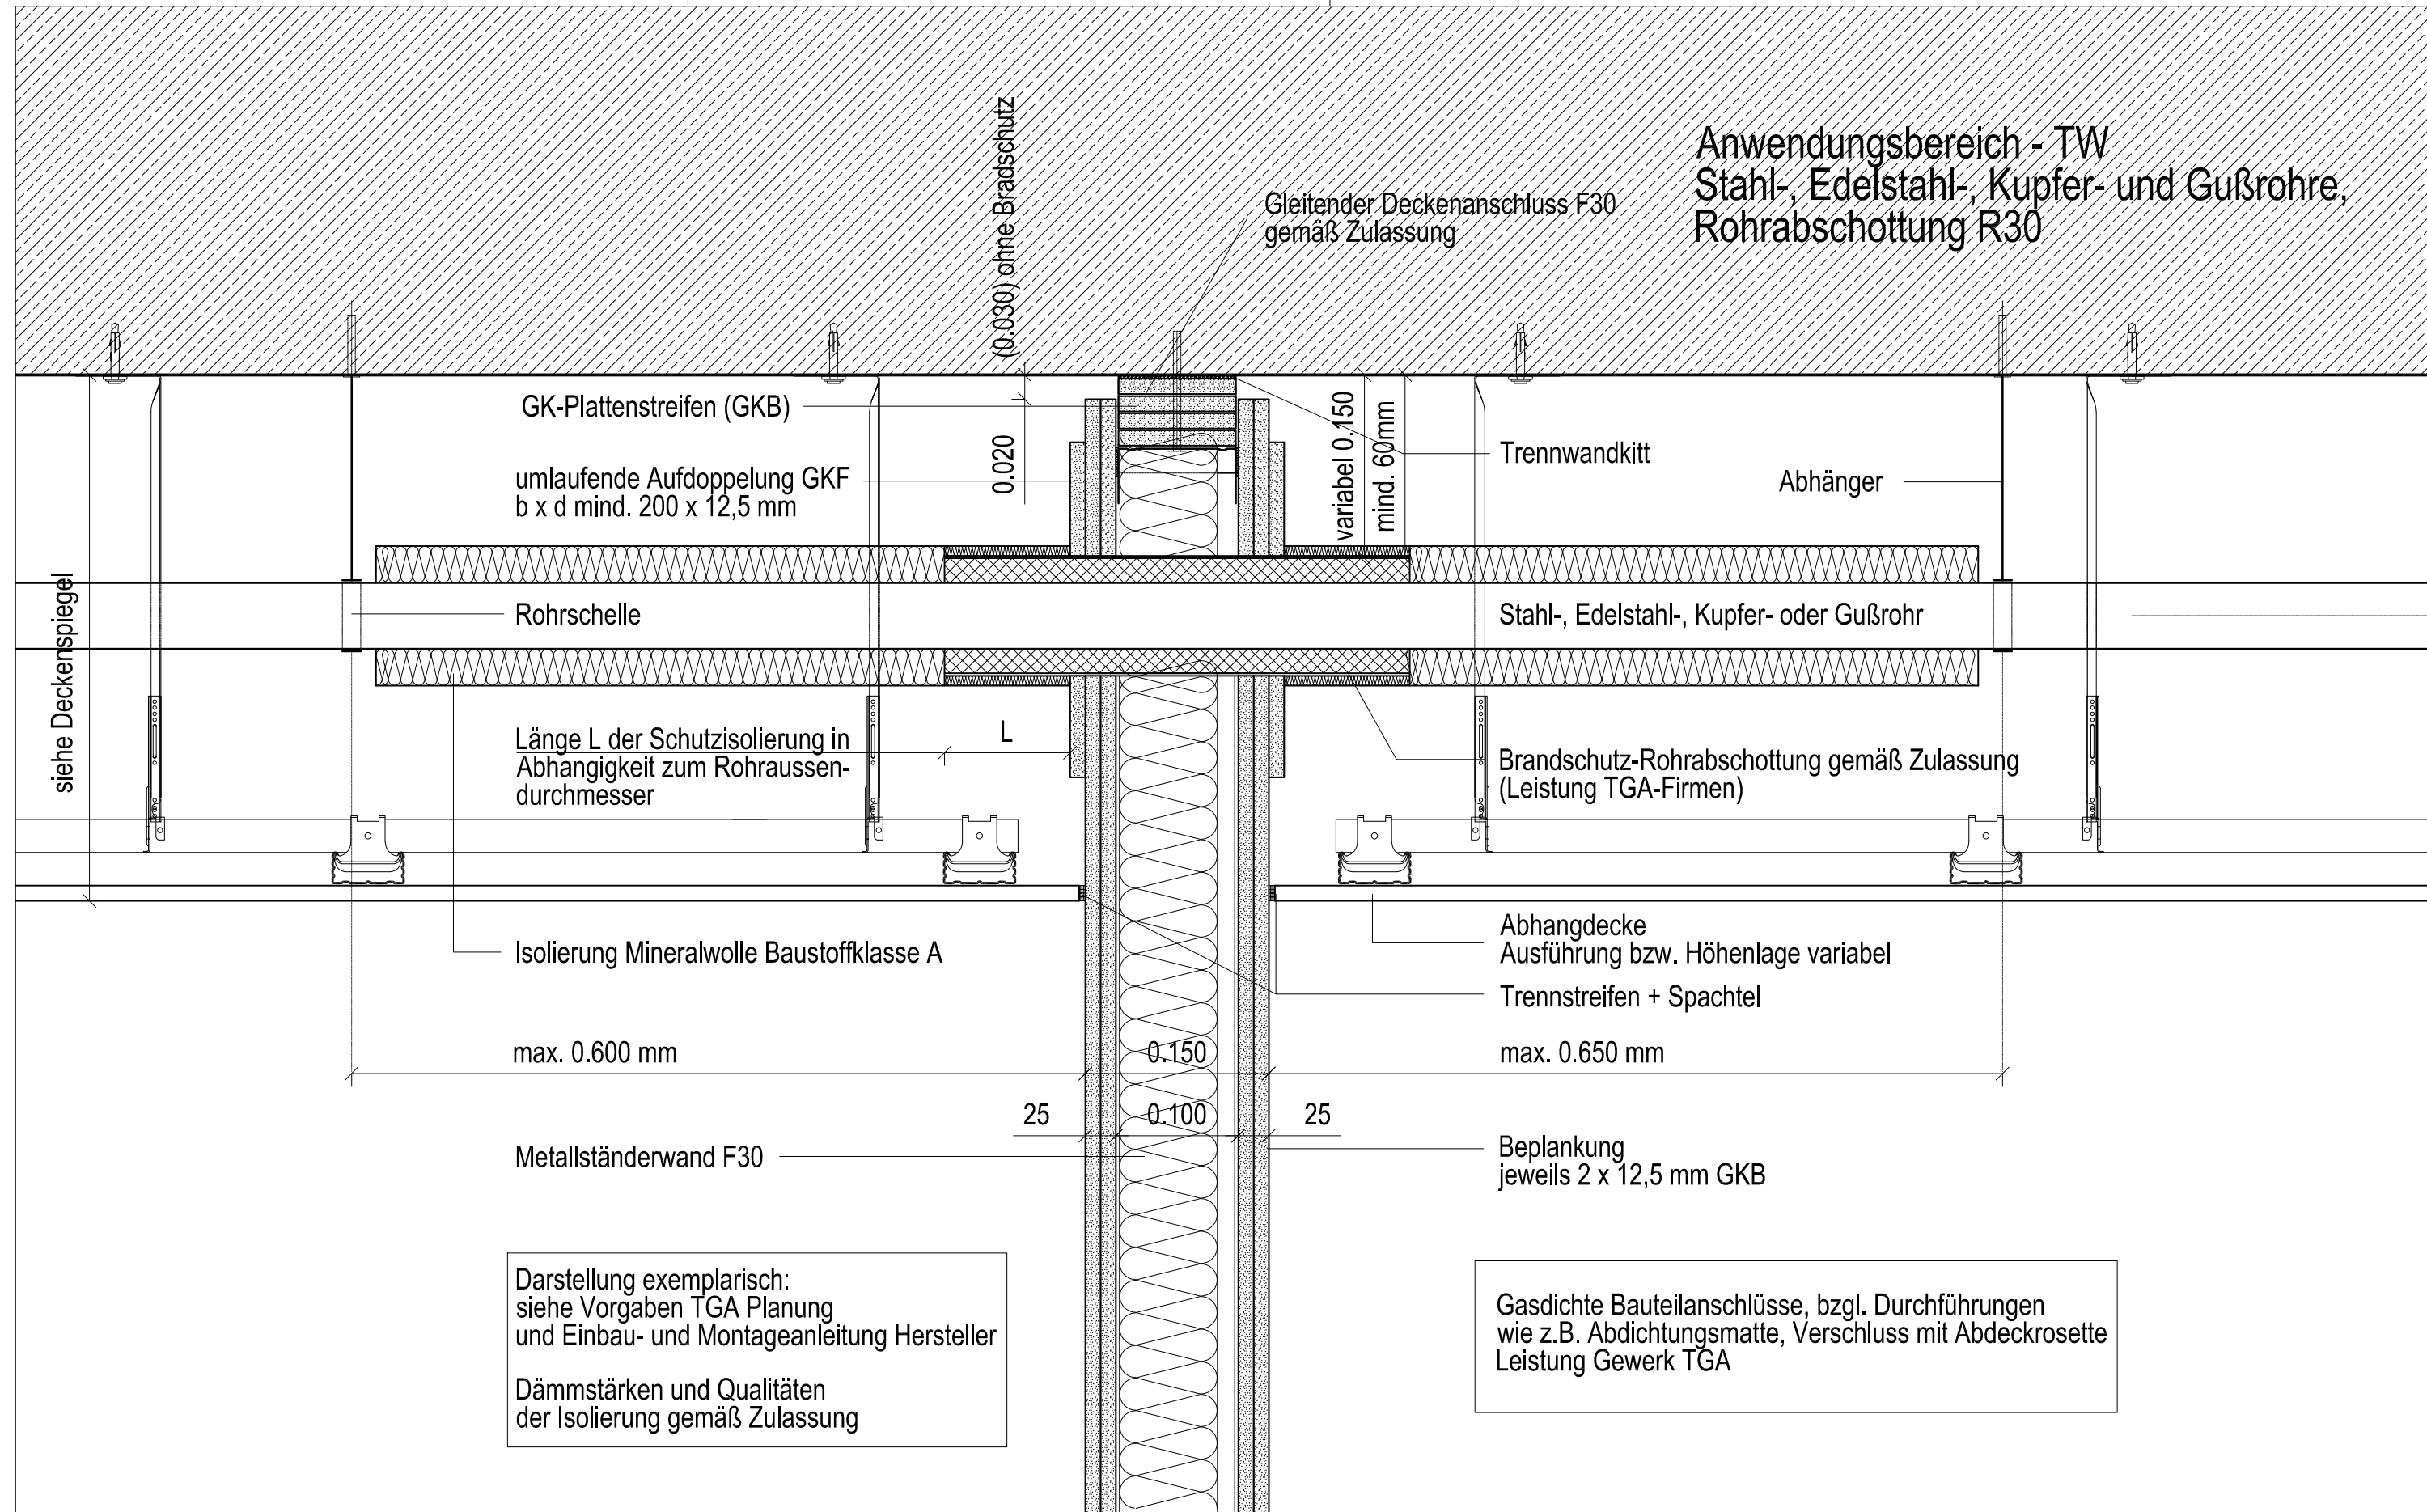 Anwendungsbereich - TW
Stahl-, Edelstahl-, Kupfer- und Gußrohre,
Rohrabschottung R30
(0.030) ohne Bradschutz
Gleitender Deckenanschluss F30
gemäß Zulassung
GK-Plattenstreifen (GKB)
0.020
umlaufende Aufdoppelung GKF
b x d mind. 200 x 12,5 mm
variabel 0.150
mind. 60mm
Trennwandkitt
Abhänger
siehe Deckenspiegel
Rohrschelle
Stahl-, Edelstahl-, Kupfer- oder Gußrohr
Länge L der Schutzisolierung in
Abhangigkeit zum Rohraussen-
durchmesser
L
Brandschutz-Rohrabschottung gemäß Zulassung
(Leistung TGA-Firmen)
Isolierung Mineralwolle Baustoffklasse A
Abhangdecke
Ausführung bzw. Höhenlage variabel
Trennstreifen + Spachtel
max. 0.600 mm
0.150
max. 0.650 mm
25
0.100
25
Metallständerwand F30
Beplankung
jeweils 2 x 12,5 mm GKB
Darstellung exemplarisch:
siehe Vorgaben TGA Planung
und Einbau- und Montageanleitung Hersteller
Dämmstärken und Qualitäten
der Isolierung gemäß Zulassung
Gasdichte Bauteilanschlüsse, bzgl. Durchführungen
wie z.B. Abdichtungsmatte, Verschluss mit Abdeckrosette
Leistung Gewerk TGA